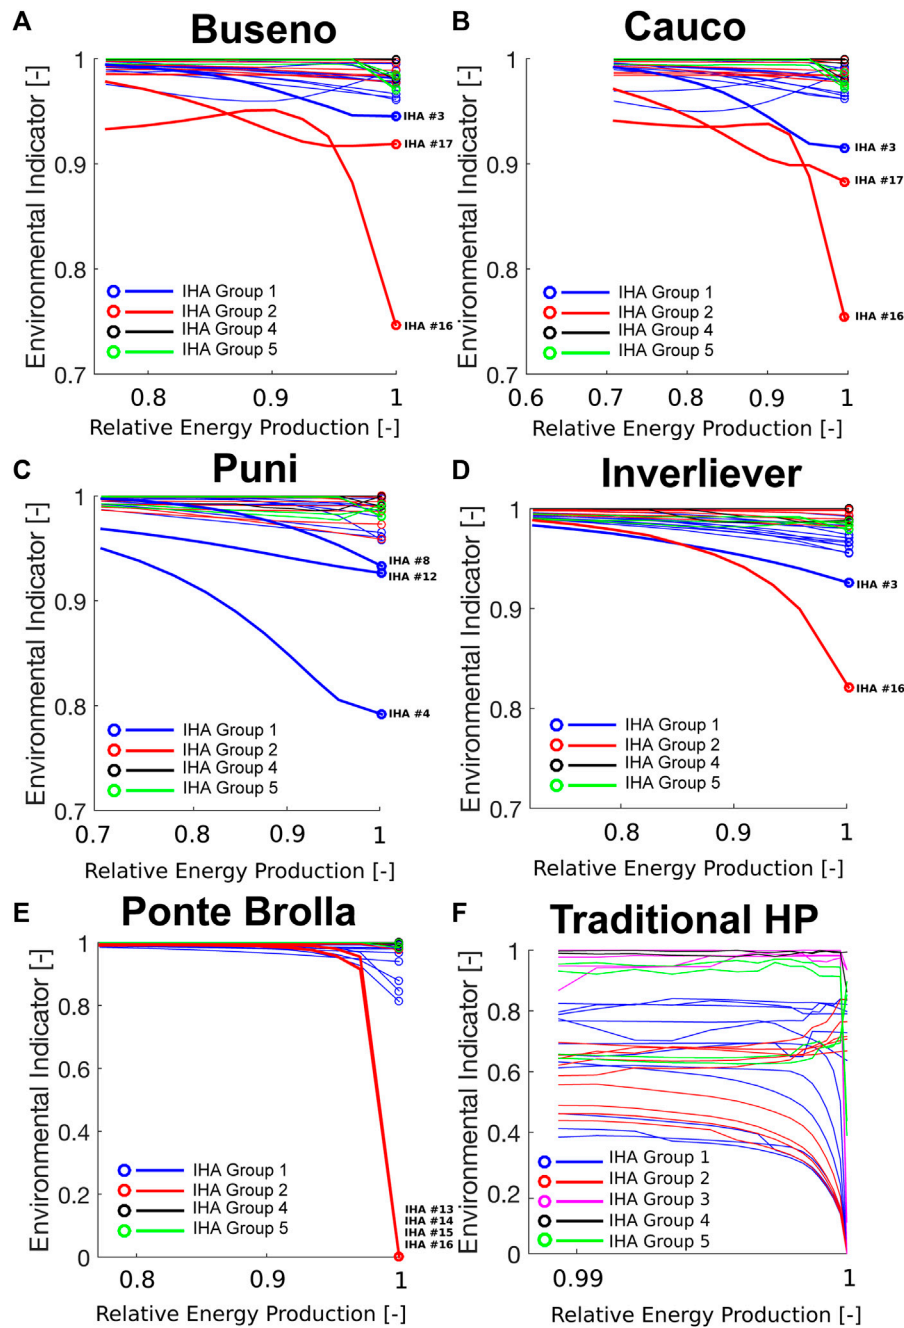 A
Buseno
Environmental Indicator [-]
1
0.9
0.8
0.7
IHA #3
IHA #17
IHA #16
IHA Group 1
IHA Group 2
IHA Group 4
IHA Group 5
0.8 0.9 1
Relative Energy Production [-]
B
Cauco
Environmental Indicator [-]
1
0.9
0.8
0.7
IHA #3
IHA #17
IHA #16
IHA Group 1
IHA Group 2
IHA Group 4
IHA Group 5
0.6 0.7 0.8 0.9 1
Relative Energy Production [-]
C
Puni
Environmental Indicator [-]
1
0.9
0.8
0.7
IHA #8
IHA #12
IHA #4
IHA Group 1
IHA Group 2
IHA Group 4
IHA Group 5
0.7 0.8 0.9 1
Relative Energy Production [-]
D
Inverliever
Environmental Indicator [-]
1
0.9
0.8
0.7
IHA #3
IHA #16
IHA Group 1
IHA Group 2
IHA Group 4
IHA Group 5
0.8 0.9 1
Relative Energy Production [-]
E
Ponte Brolla
Environmental Indicator [-]
1
0.8
0.6
0.4
0.2
0
IHA Group 1
IHA Group 2
IHA Group 4
IHA Group 5
IHA #13
IHA #14
IHA #15
IHA #16
0.8 0.9 1
Relative Energy Production [-]
F
Traditional HP
Environmental Indicator [-]
1
0.8
0.6
0.4
0.2
0
IHA Group 1
IHA Group 2
IHA Group 3
IHA Group 4
IHA Group 5
0.99 1
Relative Energy Production [-]